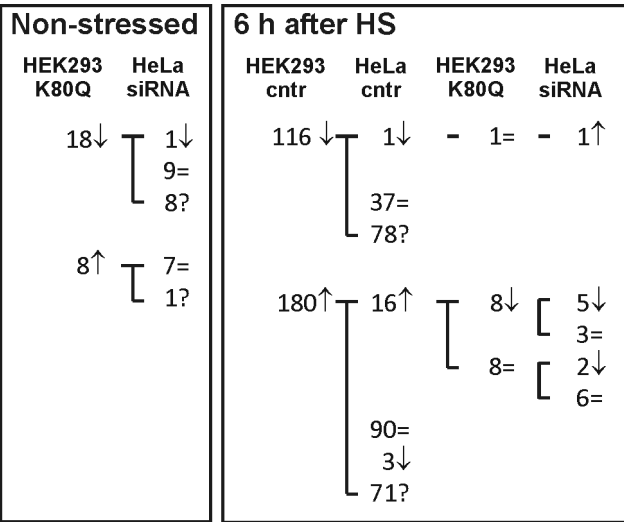 Non-stressed
HEK293 HeLa
K80Q siRNA
18↓ 1↓
9=
8?
8↑ 7=
1?
6 h after HS
HEK293 HeLa HEK293 HeLa
cntr cntr K80Q siRNA
116 ↓ 1↓ - 1= - 1↑
37=
78?
180↑ 16↑ 8↓ 5↓
3=
8= 2↓
6=
90=
3↓
71?